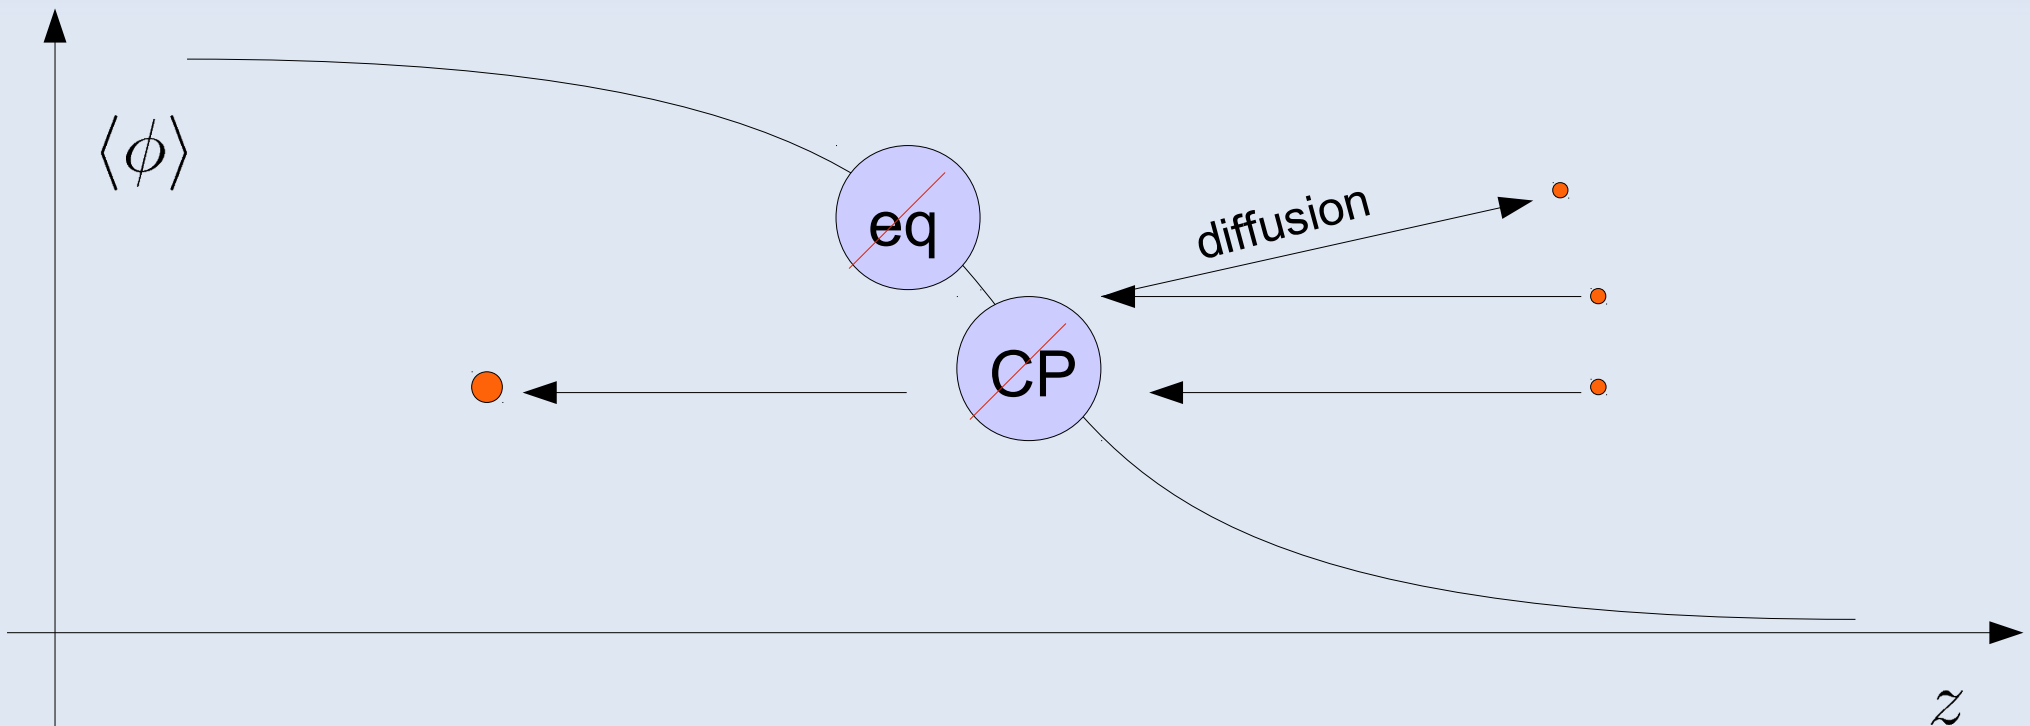 ⟨ϕ⟩
eq
diffusion
CP
z